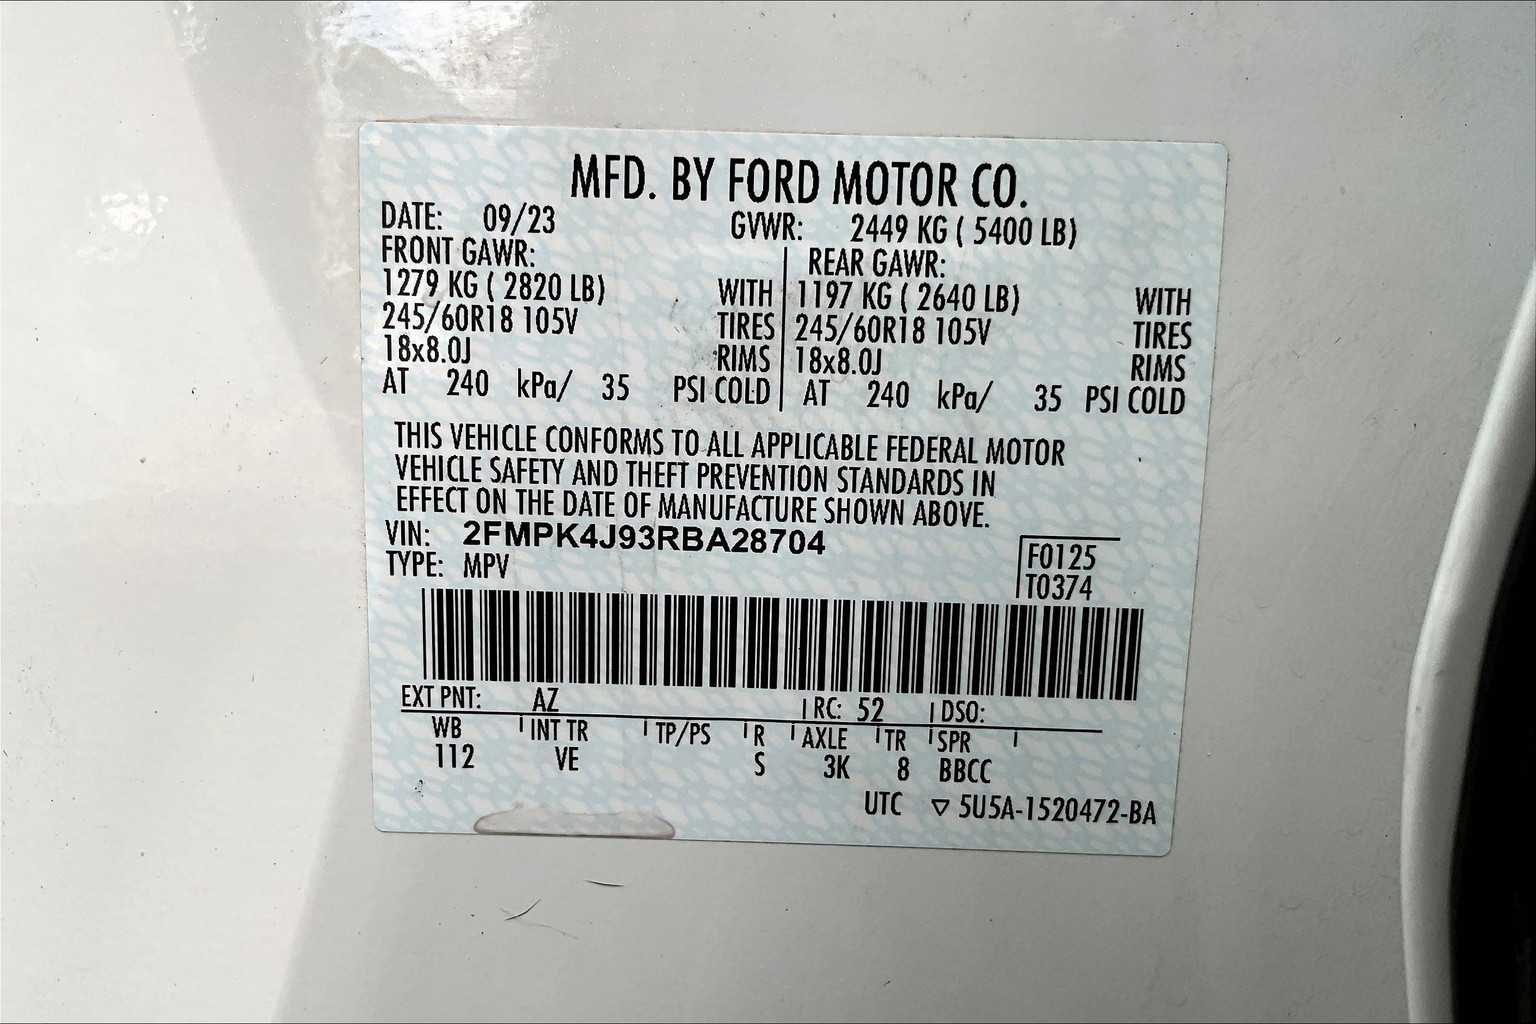 MFD. BY FORD MOTOR CO.
DATE: 09/23 GVWR: 2449 KG ( 5400 LB)
FRONT GAWR: REAR GAWR:
1279 KG ( 2820 LB) WITH 1197 KG ( 2640 LB) WITH
245/60R18 105V TIRES 245/60R18 105V TIRES
18x8.0J RIMS 18x8.0J RIMS
AT 240 kPa/ 35 PSI COLD AT 240 kPa/ 35 PSI COLD
THIS VEHICLE CONFORMS TO ALL APPLICABLE FEDERAL MOTOR
VEHICLE SAFETY AND THEFT PREVENTION STANDARDS IN
EFFECT ON THE DATE OF MANUFACTURE SHOWN ABOVE.
VIN: 2FMPK4J93RBA28704
TYPE: MPV
F0125
T0374
EXT PNT: AZ RC: 52 DSO:
WB INT TR TP/PS R AXLE TR SPR
112 VE S 3K 8 BBCC
UTC ▽ 5U5A-1520472-BA